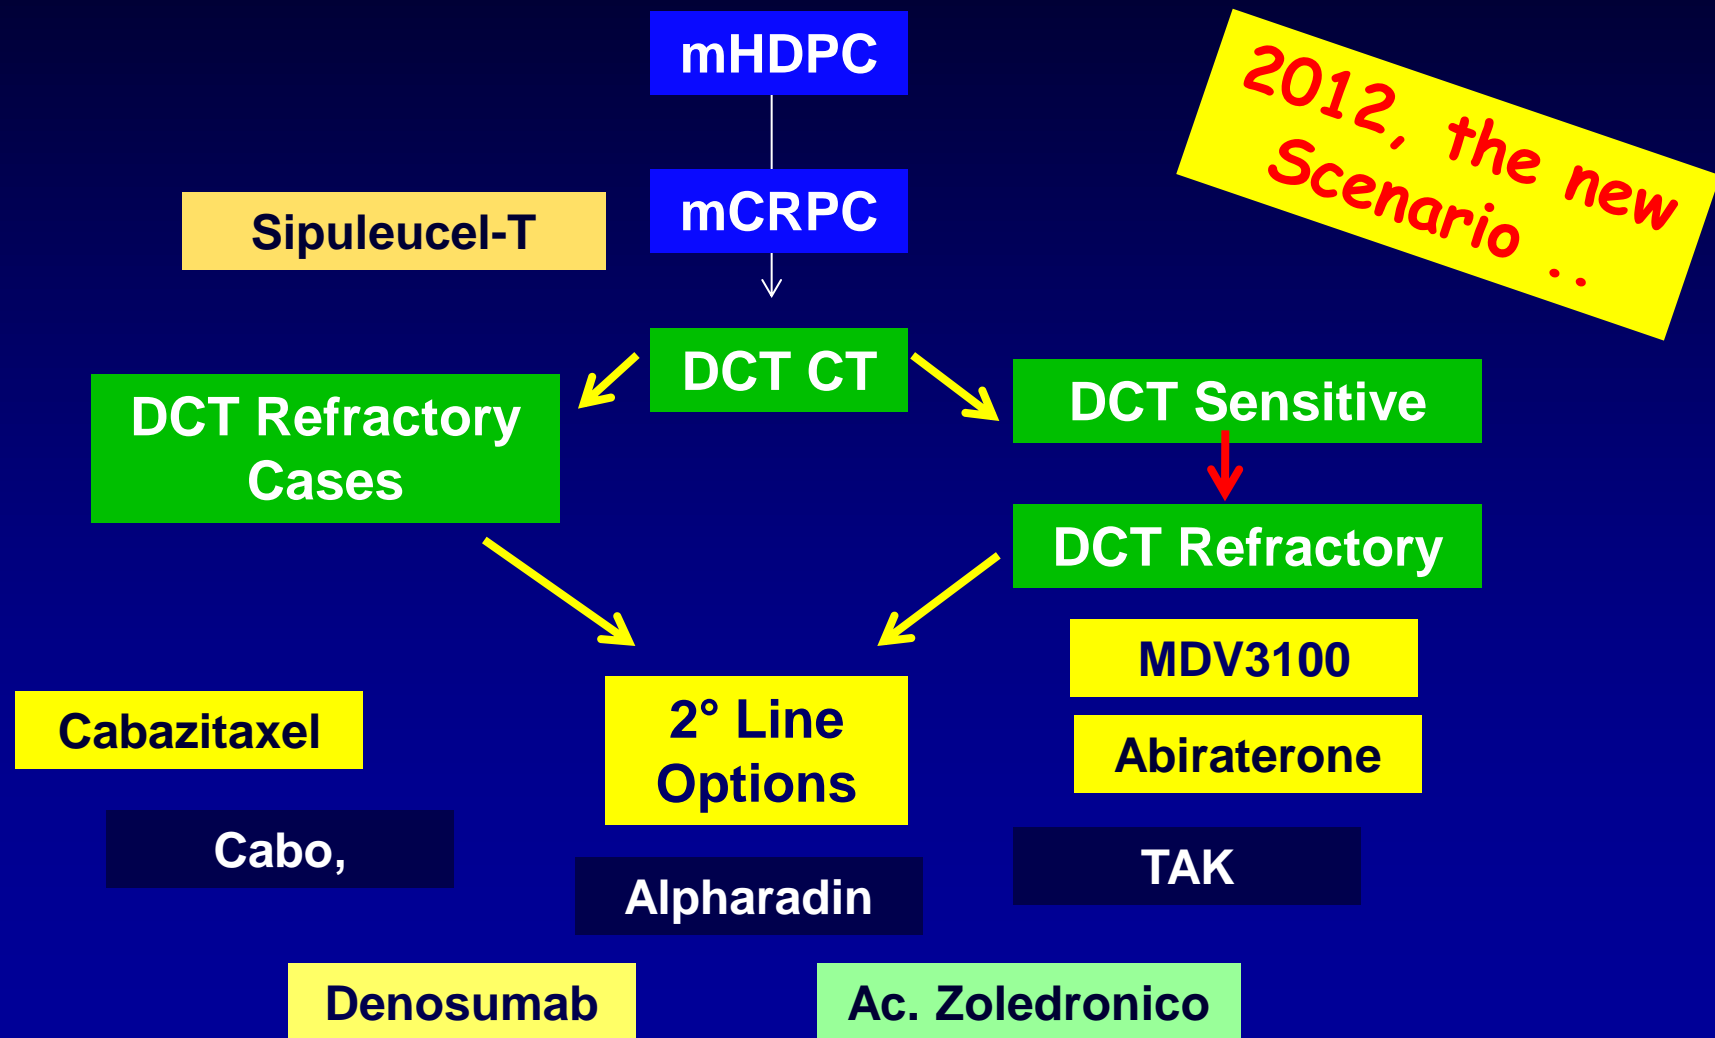 mHDPC
2012, the new
Scenario ..
mCRPC
Sipuleucel-T
DCT CT
DCT Refractory
Cases
DCT Sensitive
DCT Refractory
MDV3100
Cabazitaxel
2° Line
Options
Abiraterone
Cabo,
Alpharadin
TAK
Denosumab
Ac. Zoledronico